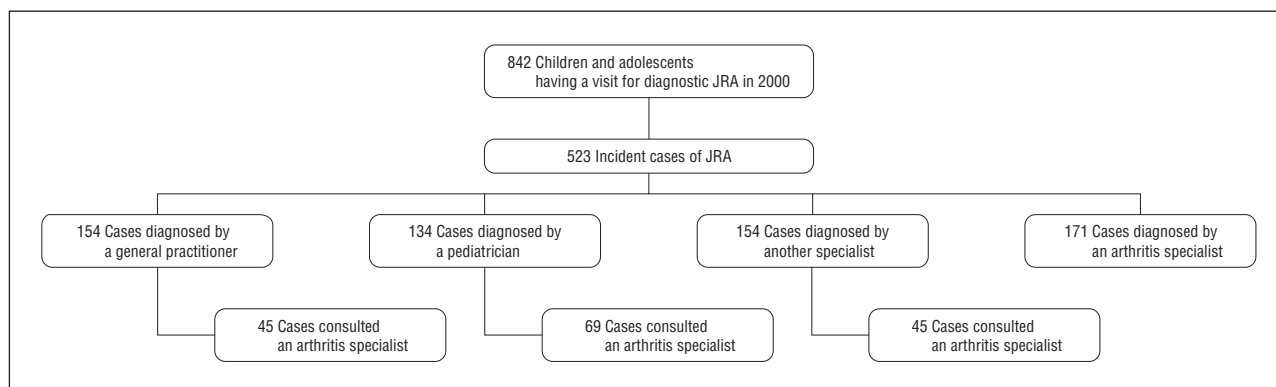 842 Children and adolescents
having a visit for diagnostic JRA in 2000
523 Incident cases of JRA
154 Cases diagnosed by
a general practitioner
134 Cases diagnosed by
a pediatrician
154 Cases diagnosed by
another specialist
171 Cases diagnosed by
an arthritis specialist
45 Cases consulted
an arthritis specialist
69 Cases consulted
an arthritis specialist
45 Cases consulted
an arthritis specialist